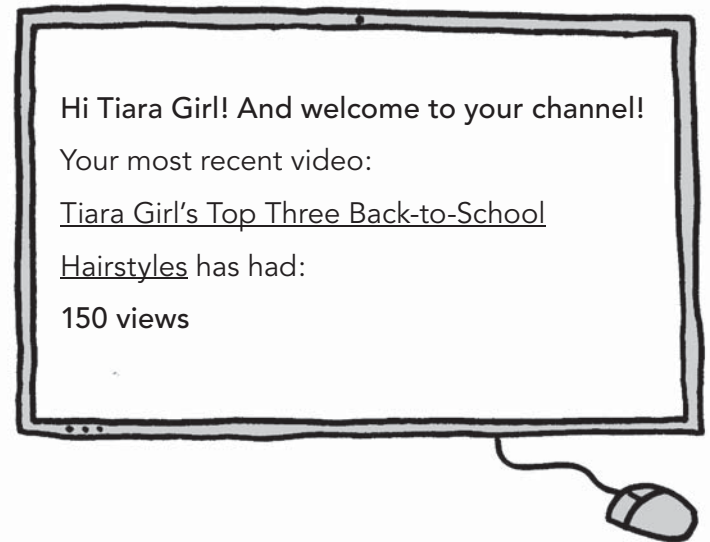 Hi Tiara Girl! And welcome to your channel!
Your most recent video:
Tiara Girl's Top Three Back-to-School
Hairstyles has had:
150 views